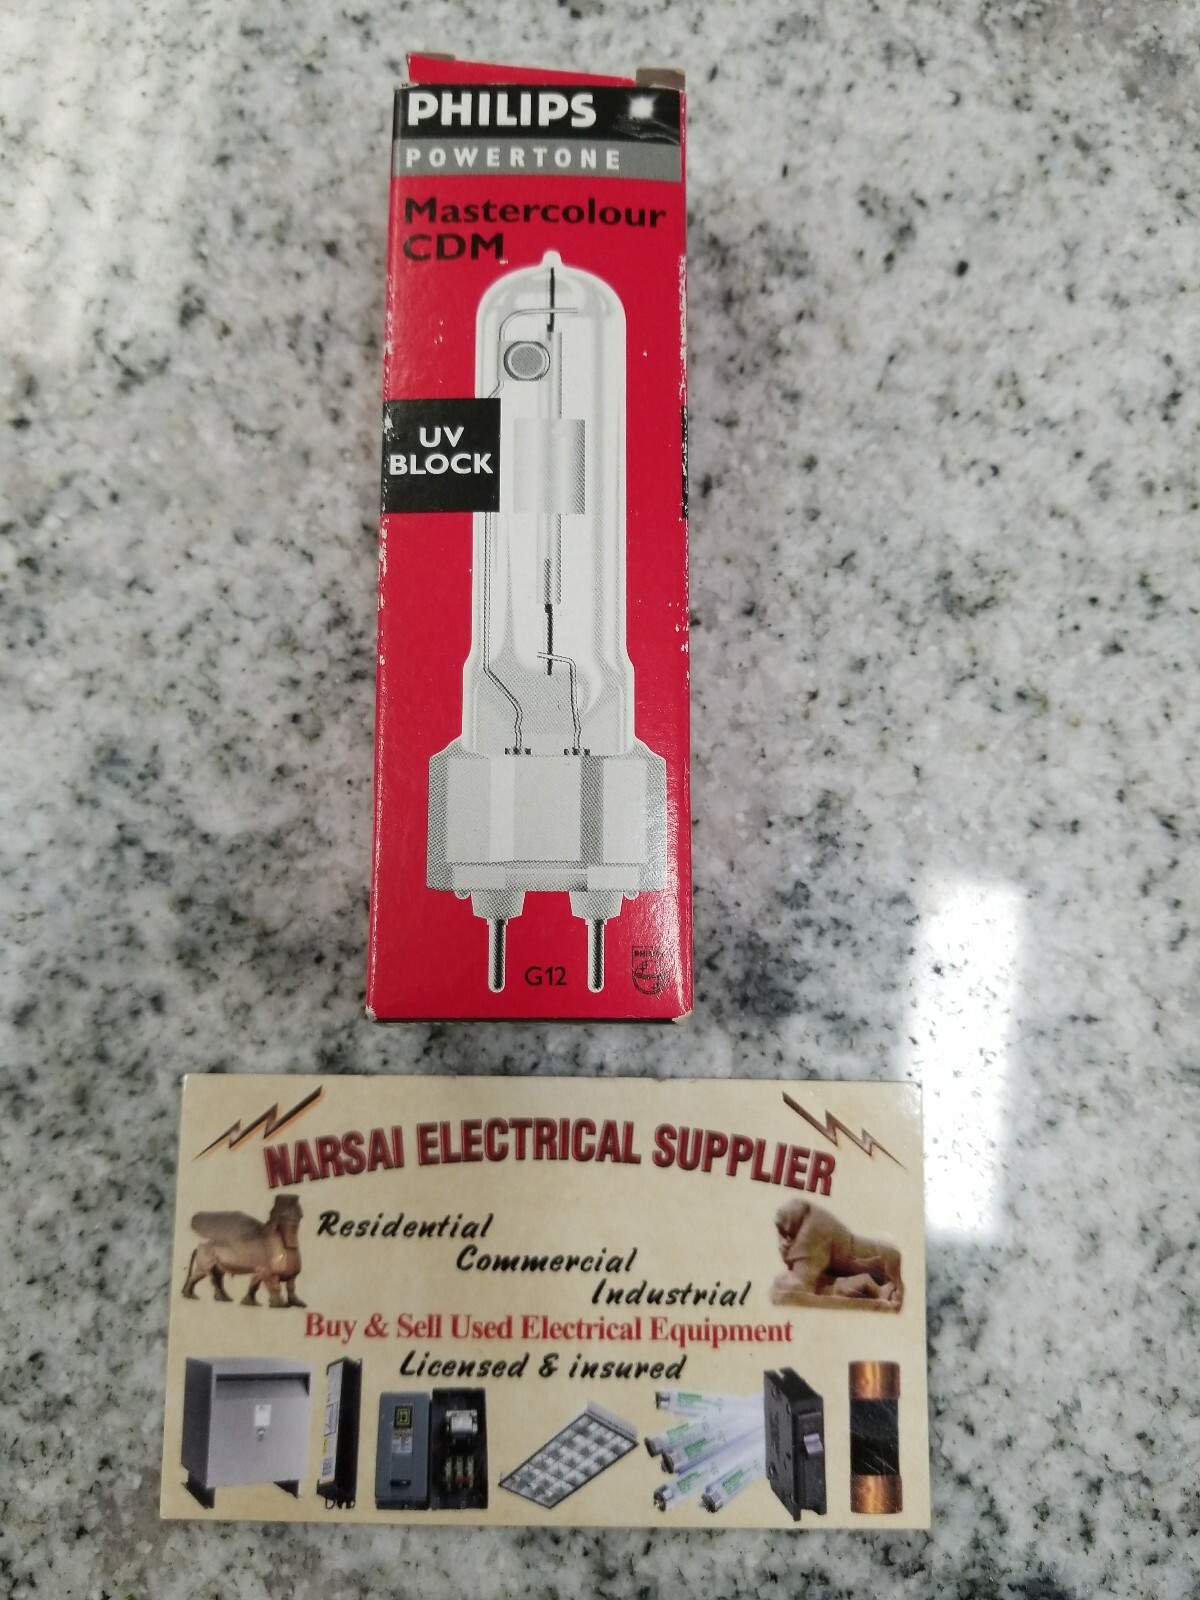 PHILIPS
POWERTONE
Mastercolour
CDM
UV
BLOCK
G12
PHILIPS
NARSAI ELECTRICAL SUPPLIER
Residential
Commercial
Industrial
Buy & Sell Used Electrical Equipment
Licensed & insured